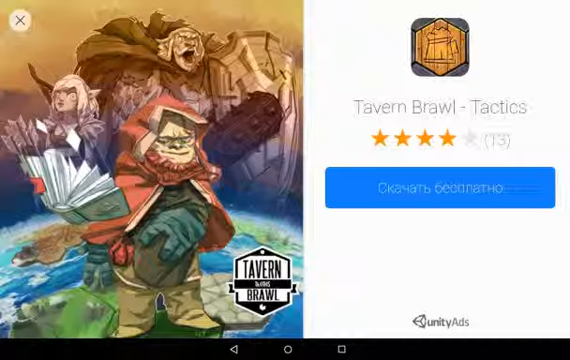 Tavern Brawl - Tactics
(13)
Скачать бесплатно
TAVERN
TACTICS
BRAWL
unityAds